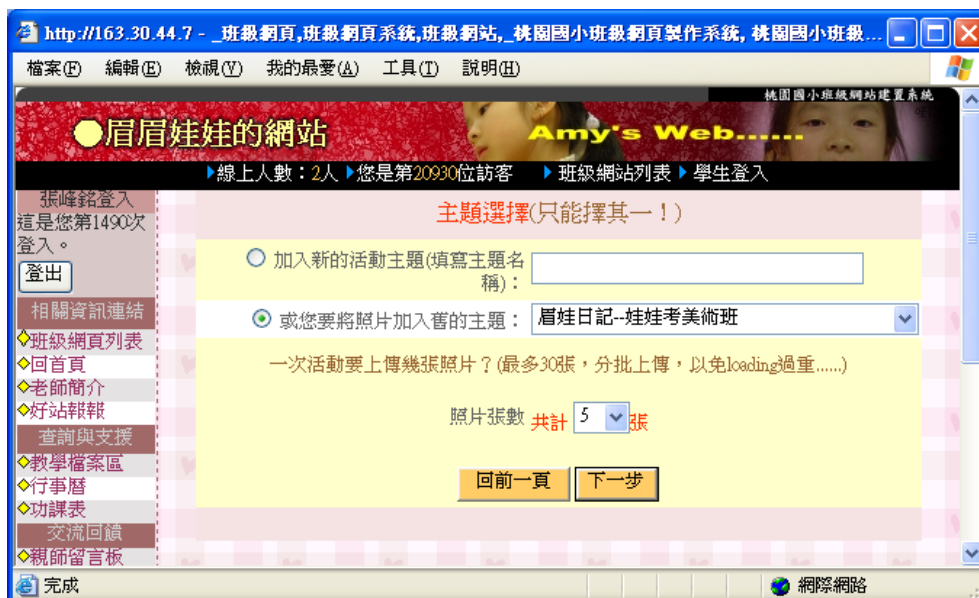 http://163.30.44.7 - _班級網頁,班級網頁系統,班級網站,_桃園國小班級網頁製作系統, 桃園國小班級...
檔案(F) 編輯(E) 檢視(V) 我的最愛(A) 工具(T) 說明(H)
桃園國小班級網站建置系統
●眉眉娃娃的網站 Amy's Web......
線上人數：2人 您是第20930位訪客 班級網站列表 學生登入
張峰銘登入
這是您第1490次
登入。
登出
相關資訊連結
班級網頁列表
回首頁
老師簡介
好站報報
查詢與支援
教學檔案區
行事曆
功課表
交流回饋
親師留言板
主題選擇(只能擇其一！)
加入新的活動主題(填寫主題名
稱)：
或您要將照片加入舊的主題： 眉娃日記--娃娃考美術班
一次活動要上傳幾張照片？(最多30張，分批上傳，以免loading過重......)
照片張數 共計 5 張
回前一頁 下一步
完成 網際網路